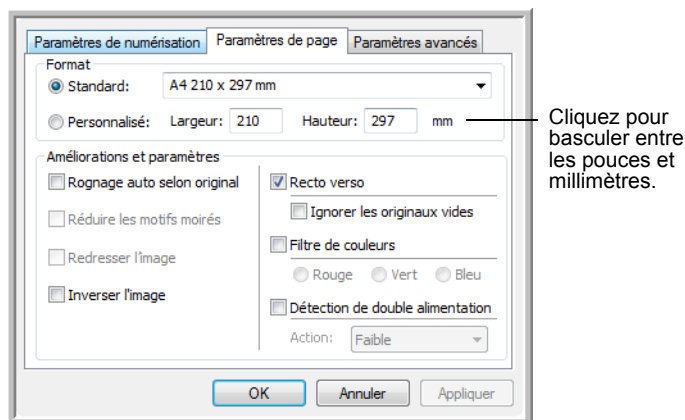 Paramètres de numérisation Paramètres de page Paramètres avancés
Format
Standard: A4 210 x 297 mm
Personnalisé: Largeur: 210 Hauteur: 297 mm
Cliquez pour
basculer entre
les pouces et
millimètres.
Améliorations et paramètres
Rognage auto selon original
Réduire les motifs moirés
Redresser l'image
Inverser l'image
Recto verso
Ignorer les originaux vides
Filtre de couleurs
Rouge Vert Bleu
Détection de double alimentation
Action: Faible
OK Annuler Appliquer